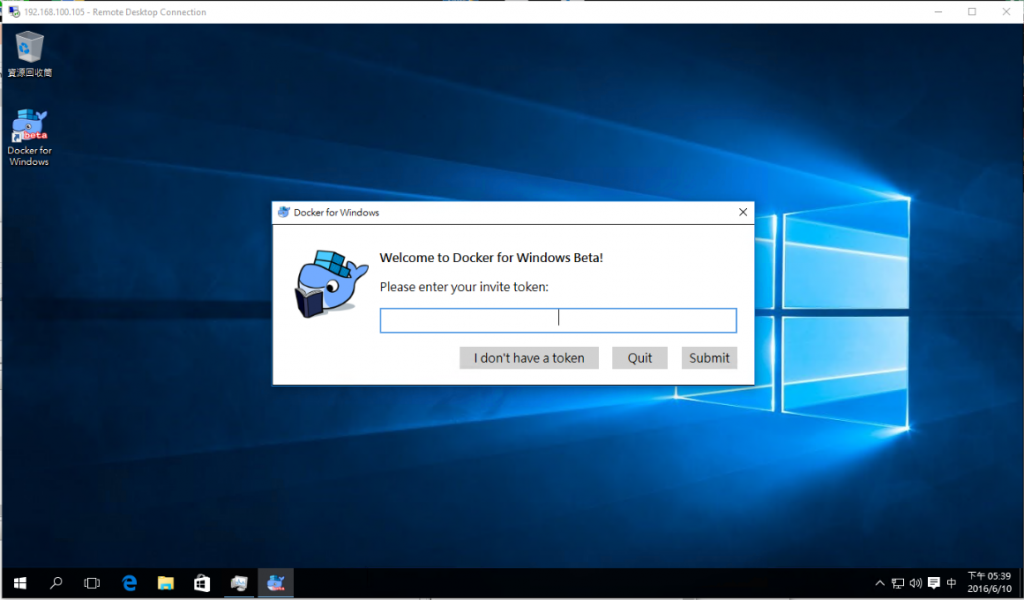 192.168.100.105 - Remote Desktop Connection
資源回收筒
beta
Docker for
Windows
Docker for Windows
Welcome to Docker for Windows Beta!
Please enter your invite token:
I don't have a token
Quit
Submit
中
下午 05:39
2016/6/10